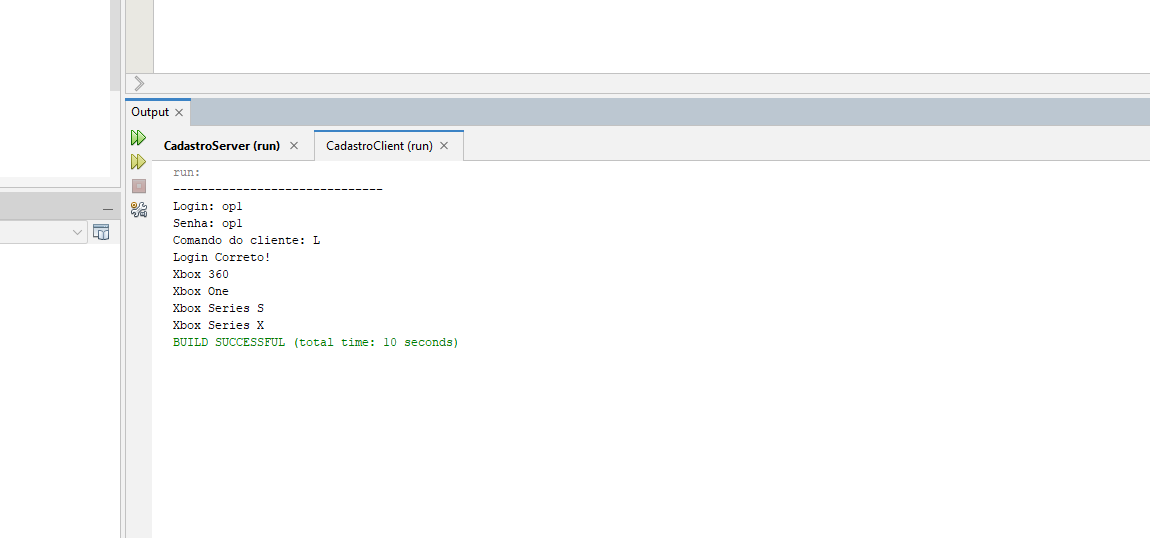 Output
CadastroServer (run)
CadastroClient (run)
run:
------------------------------
Login: op1
Senha: op1
Comando do cliente: L
Login Correto!
Xbox 360
Xbox One
Xbox Series S
Xbox Series X
BUILD SUCCESSFUL (total time: 10 seconds)